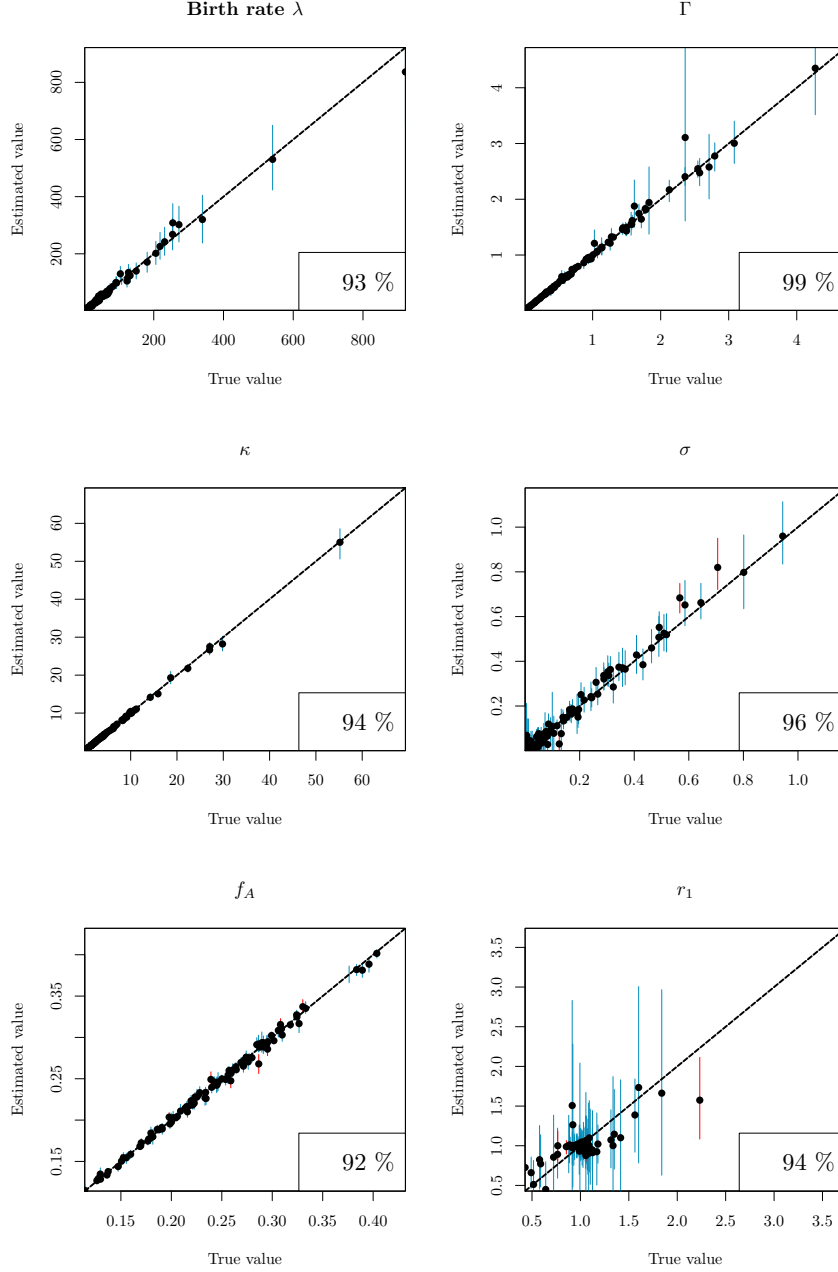 Birth rate λ
Γ
Estimated value
200 400 600 800
93 %
200 400 600 800
True value
Estimated value
1 2 3 4
99 %
1 2 3 4
True value
κ
σ
Estimated value
10 20 30 40 50 60
94 %
10 20 30 40 50 60
True value
Estimated value
0.2 0.4 0.6 0.8 1.0
96 %
0.2 0.4 0.6 0.8 1.0
True value
f_A
r_1
Estimated value
0.15 0.25 0.35
92 %
0.15 0.20 0.25 0.30 0.35 0.40
True value
Estimated value
0.5 1.0 1.5 2.0 2.5 3.0 3.5
94 %
0.5 1.0 1.5 2.0 2.5 3.0 3.5
True value